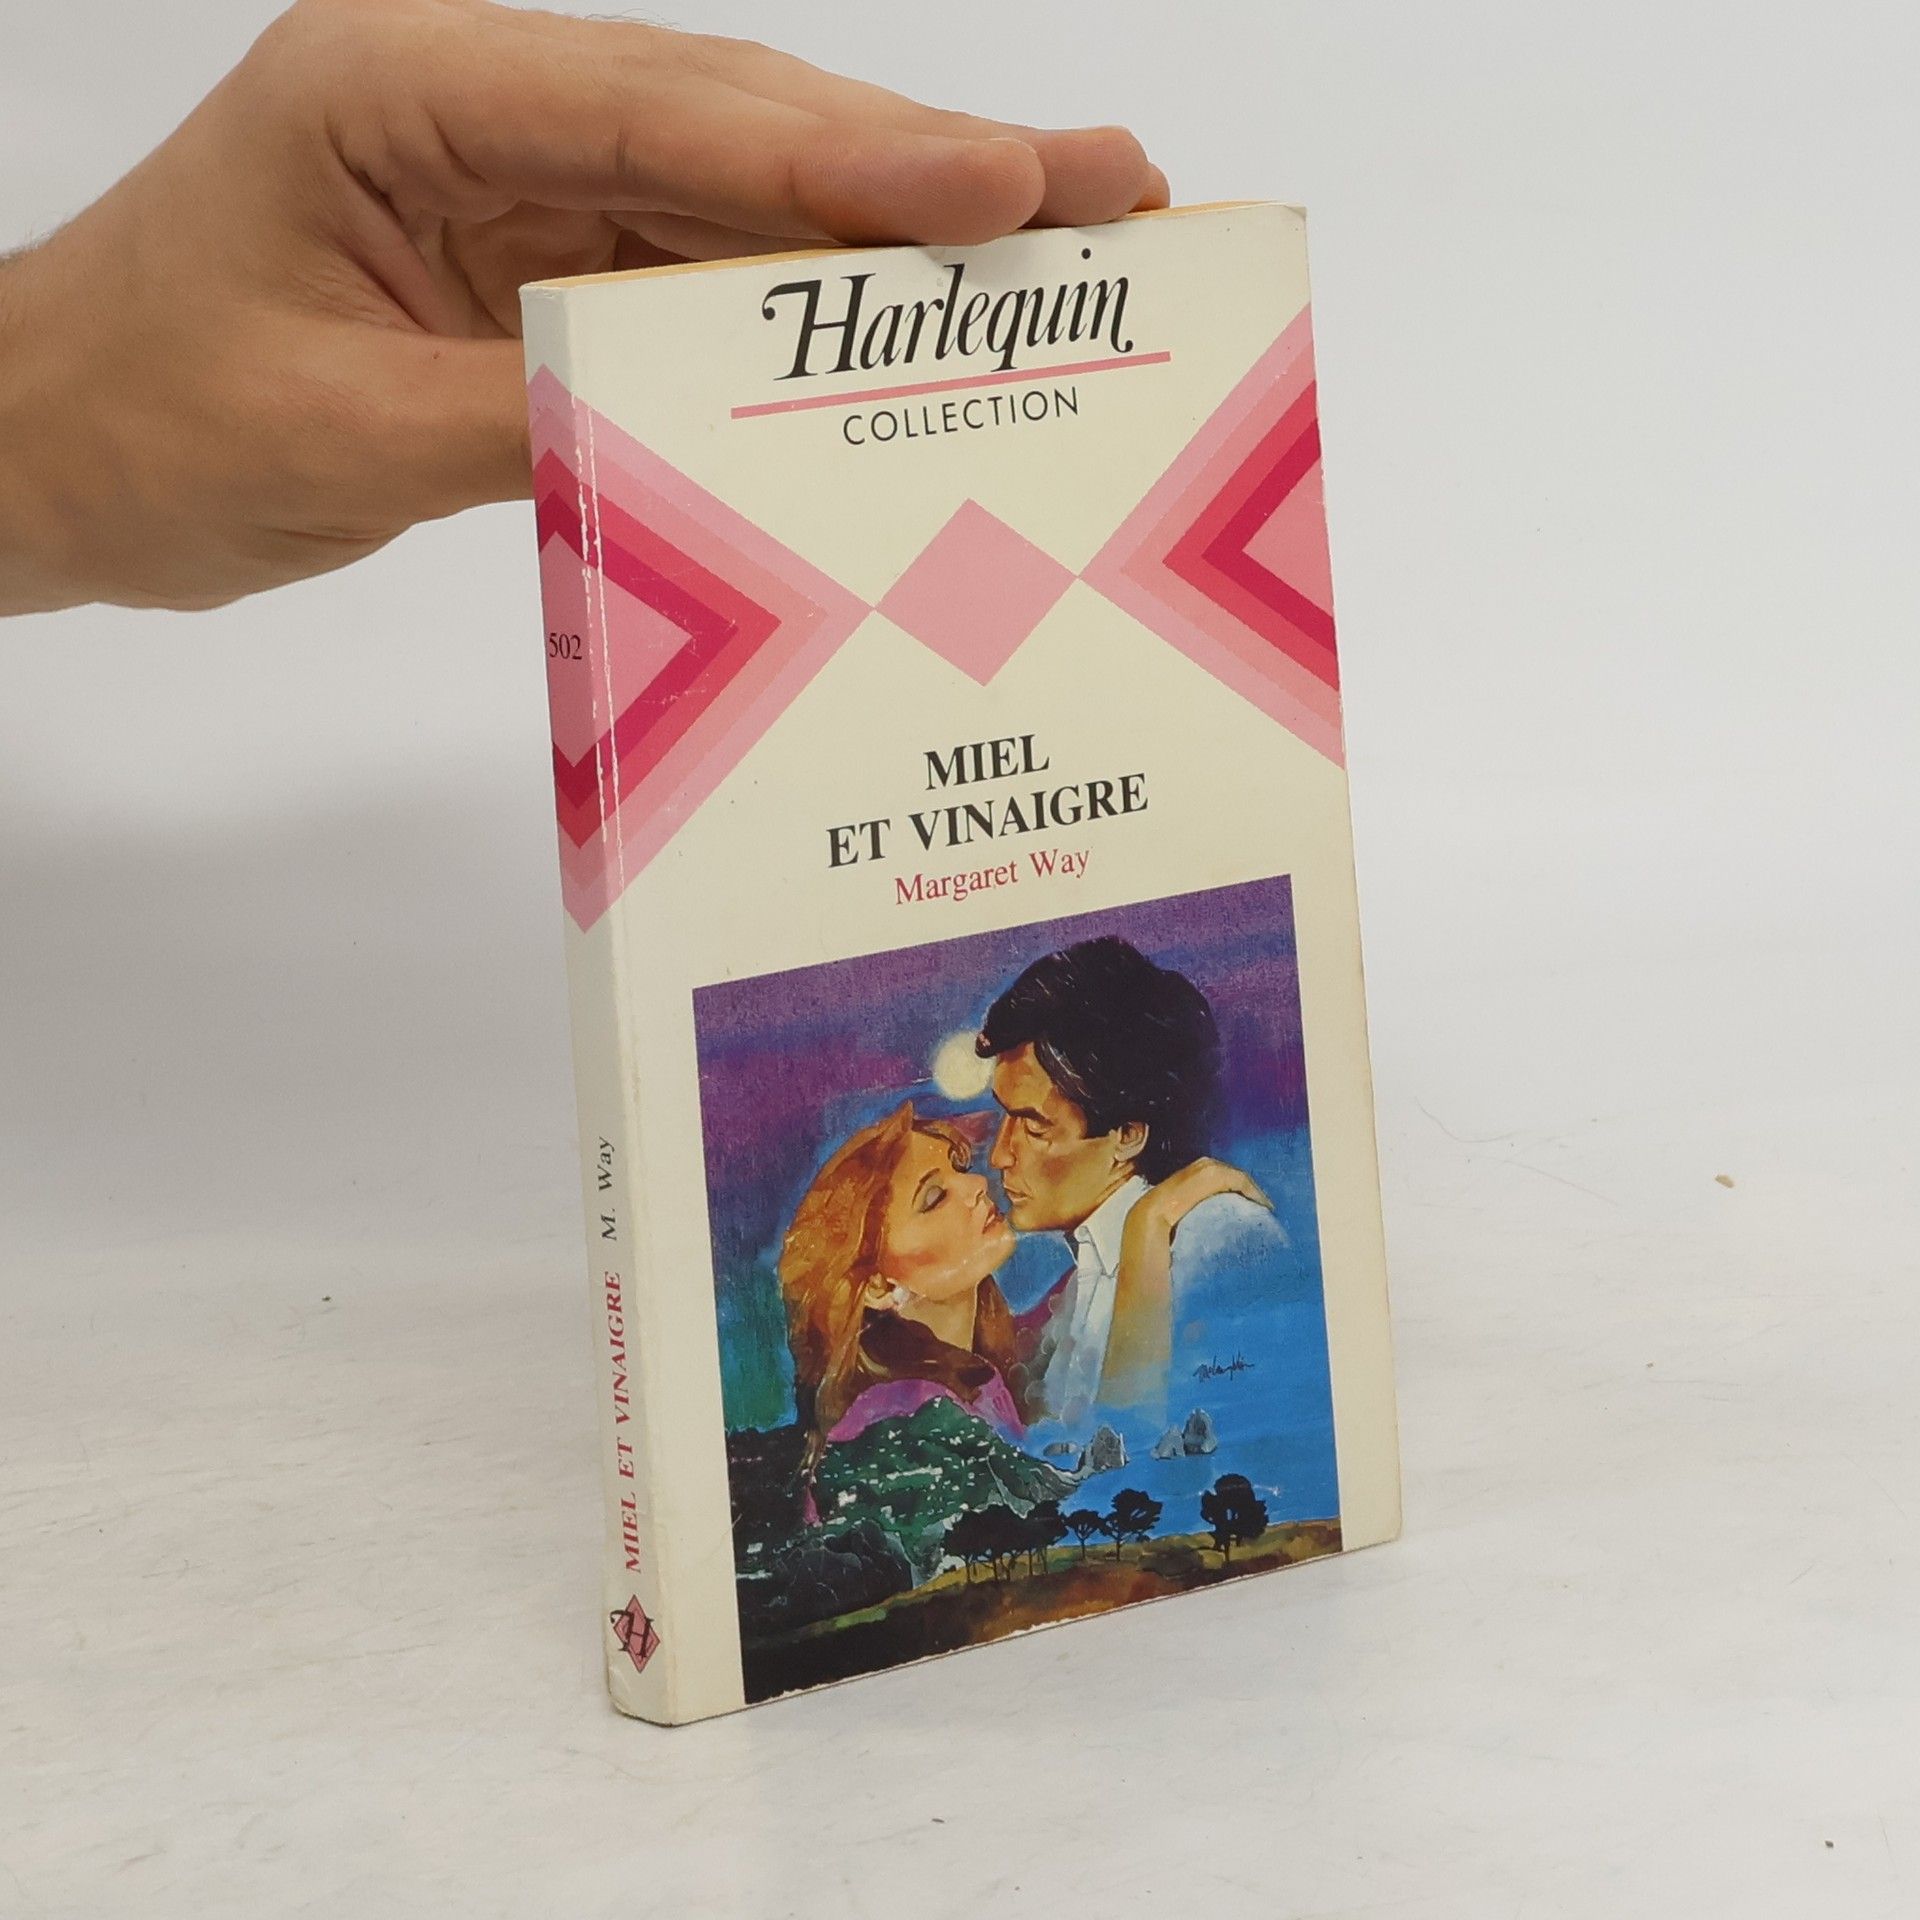 Harlequin
COLLECTION
502
MIEL
ET VINAIGRE
Margaret Way
MIEL ET VINAIGRE M. Way
H